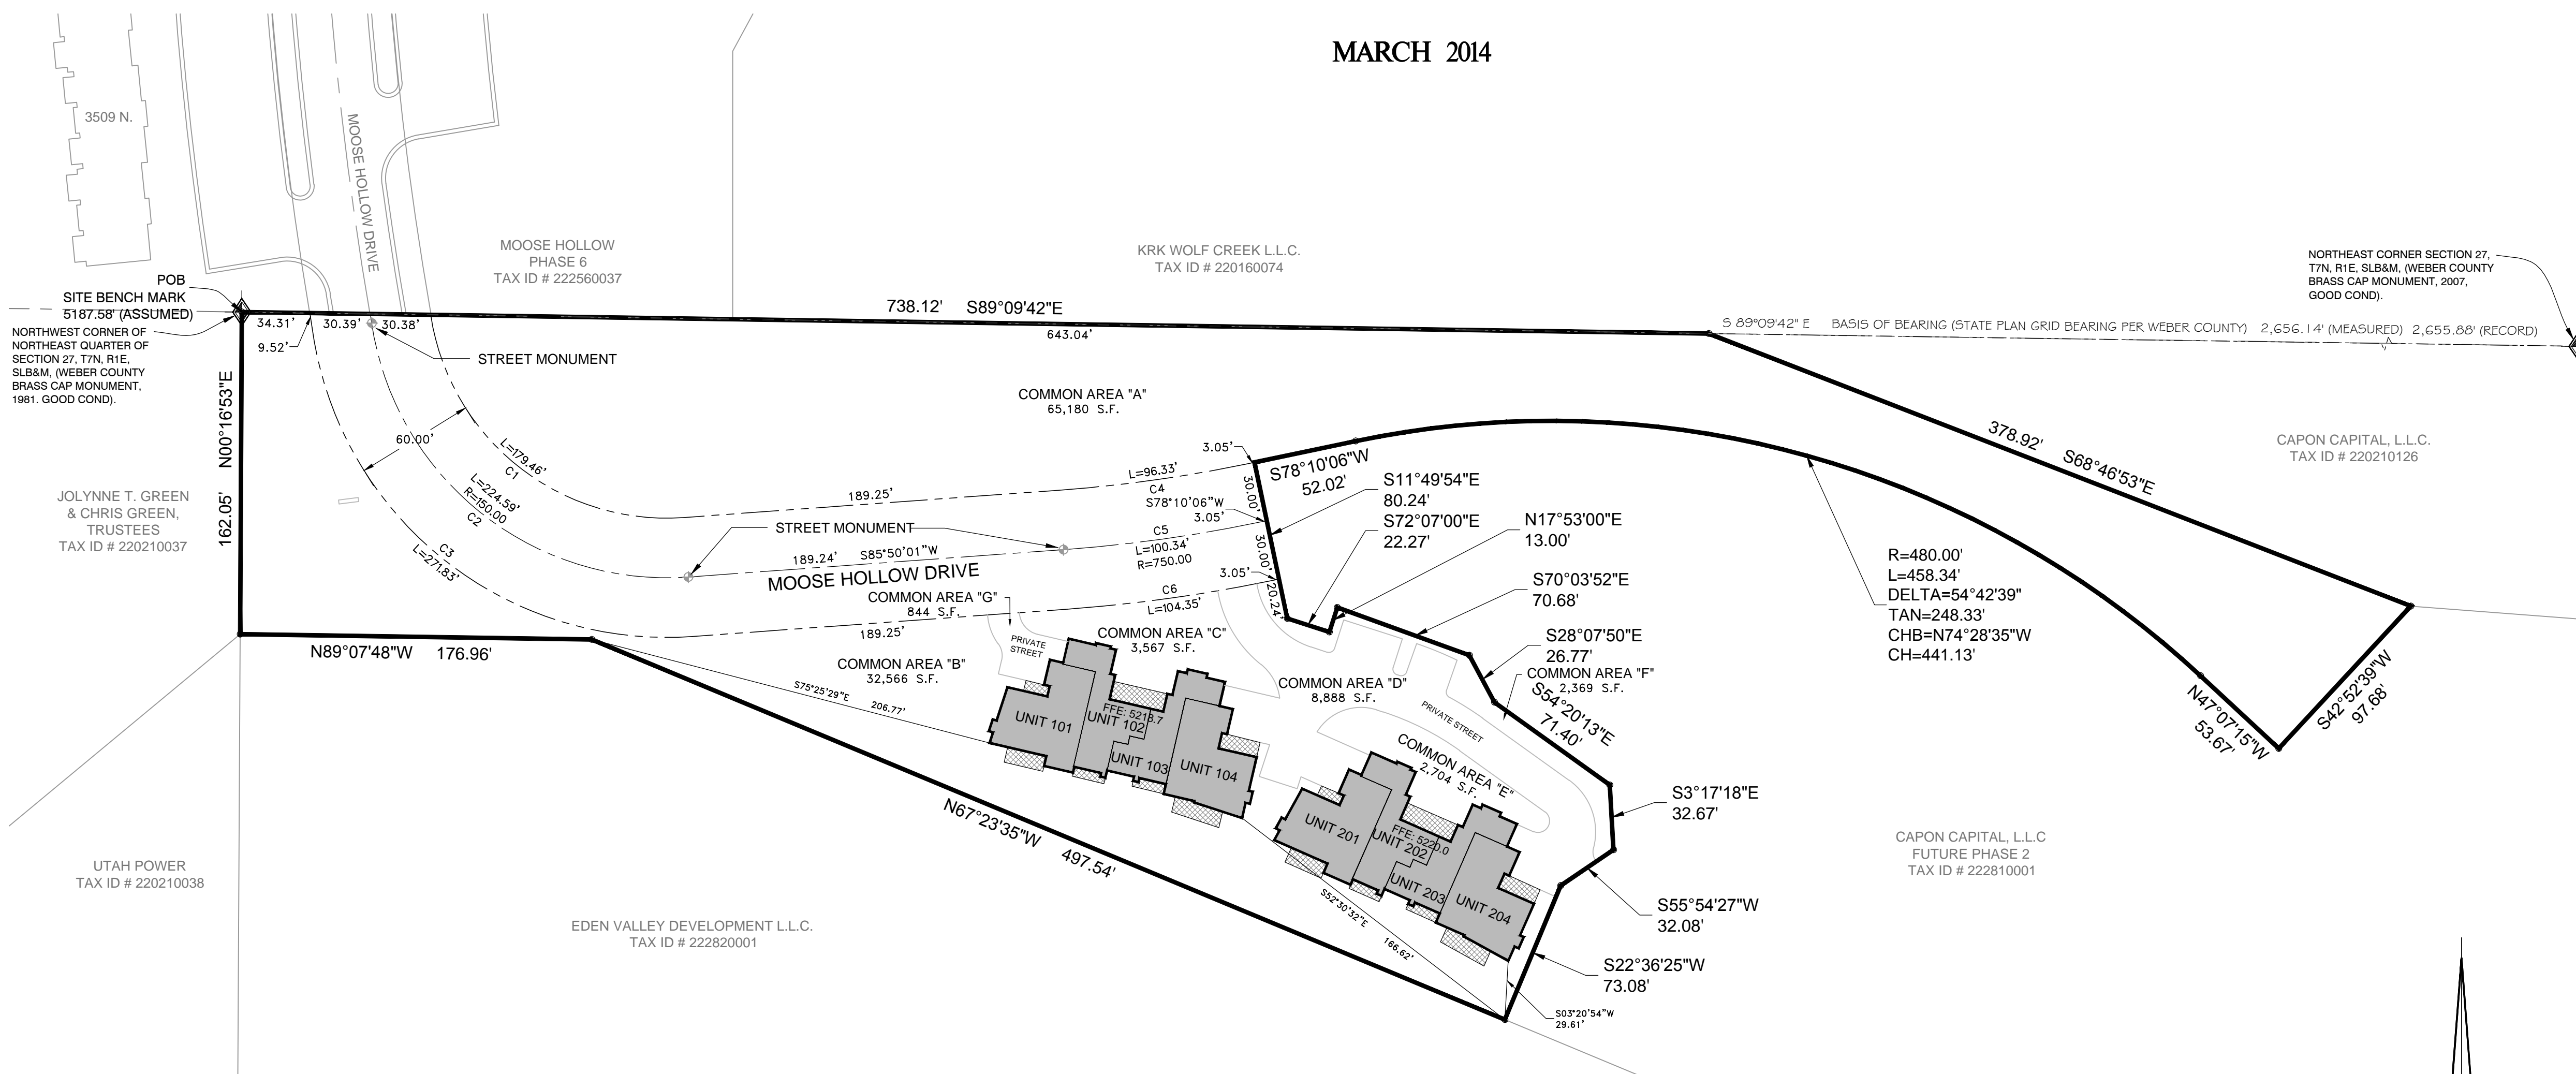 MARCH 2014
3509 N.
MOOSE HOLLOW DRIVE
MOOSE HOLLOW
PHASE 6
TAX ID # 222560037
KRK WOLF CREEK L.L.C.
TAX ID # 220160074
NORTHEAST CORNER SECTION 27,
T7N, R1E, SLB&M, (WEBER COUNTY
BRASS CAP MONUMENT, 2007,
GOOD COND).
POB
SITE BENCH MARK
5187.58' (ASSUMED)
NORTHWEST CORNER OF
NORTHEAST QUARTER OF
SECTION 27, T7N, R1E,
SLB&M, (WEBER COUNTY
BRASS CAP MONUMENT,
1981. GOOD COND).
34.31'
30.39'
30.38'
9.52'
STREET MONUMENT
738.12' S89°09'42"E
643.04'
S 89°09'42" E BASIS OF BEARING (STATE PLAN GRID BEARING PER WEBER COUNTY) 2,656.14' (MEASURED) 2,655.88' (RECORD)
162.05' N00°16'53"E
COMMON AREA "A"
65,180 S.F.
60.00'
L=179.46'
C1
L=224.59'
R=150.00
C2
C3
L=271.83'
189.25'
L=96.33'
C4
3.05'
S78°10'06"W
3.05'
30.00'
S78°10'06"W
52.02'
S11°49'54"E
80.24'
S72°07'00"E
22.27'
N17°53'00"E
13.00'
378.92' S68°46'53"E
CAPON CAPITAL, L.L.C.
TAX ID # 220210126
JOLYNNE T. GREEN
& CHRIS GREEN,
TRUSTEES
TAX ID # 220210037
STREET MONUMENT
189.24' S85°50'01"W
C5
L=100.34'
R=750.00
30.00'
MOOSE HOLLOW DRIVE
3.05'
20.24'
C6
L=104.35'
189.25'
COMMON AREA "G"
844 S.F.
PRIVATE
STREET
COMMON AREA "C"
3,567 S.F.
COMMON AREA "B"
32,566 S.F.
S70°03'52"E
70.68'
S28°07'50"E
26.77'
COMMON AREA "F"
2,369 S.F.
R=480.00'
L=458.34'
DELTA=54°42'39"
TAN=248.33'
CHB=N74°28'35"W
CH=441.13'
N89°07'48"W 176.96'
S75°25'29"E 206.77'
COMMON AREA "D"
8,888 S.F.
PRIVATE STREET
S54°20'13"E
71.40'
N47°07'15"W
53.67'
S42°52'39"W
97.68'
UNIT 101
UNIT 102
FFE: 5218.7
UNIT 103
UNIT 104
COMMON AREA "E"
2,704 S.F.
S3°17'18"E
32.67'
N67°23'35"W 497.54'
UNIT 201
UNIT 202
FFE: 5220.0
UNIT 203
UNIT 204
CAPON CAPITAL, L.L.C
FUTURE PHASE 2
TAX ID # 222810001
UTAH POWER
TAX ID # 220210038
EDEN VALLEY DEVELOPMENT L.L.C.
TAX ID # 222820001
S52°30'32"E 166.62'
S55°54'27"W
32.08'
S22°36'25"W
73.08'
S03°20'54"W
29.61'